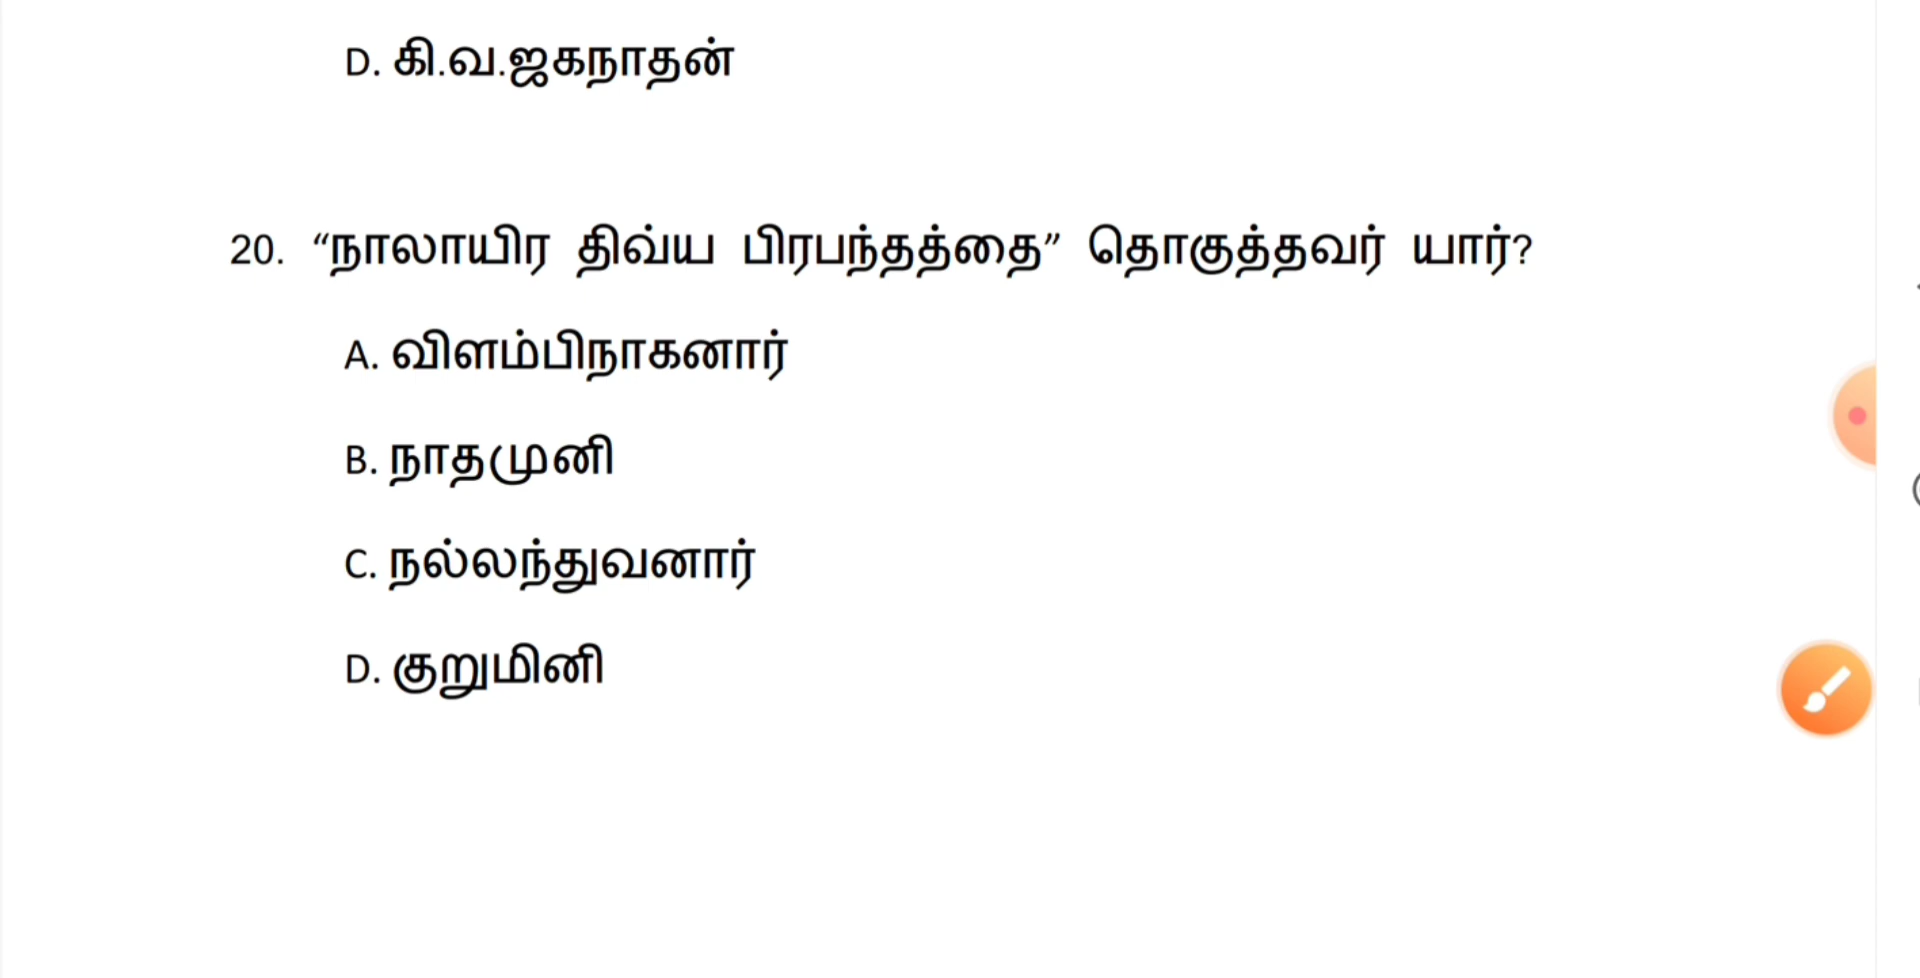 D. கி.வ.ஜகநாதன்
20. “நாலாயிர திவ்ய பிரபந்தத்தை” தொகுத்தவர் யார்?
A. விளம்பிநாகனார்
B. நாதமுனி
C. நல்லந்துவனார்
D. குறுமினி